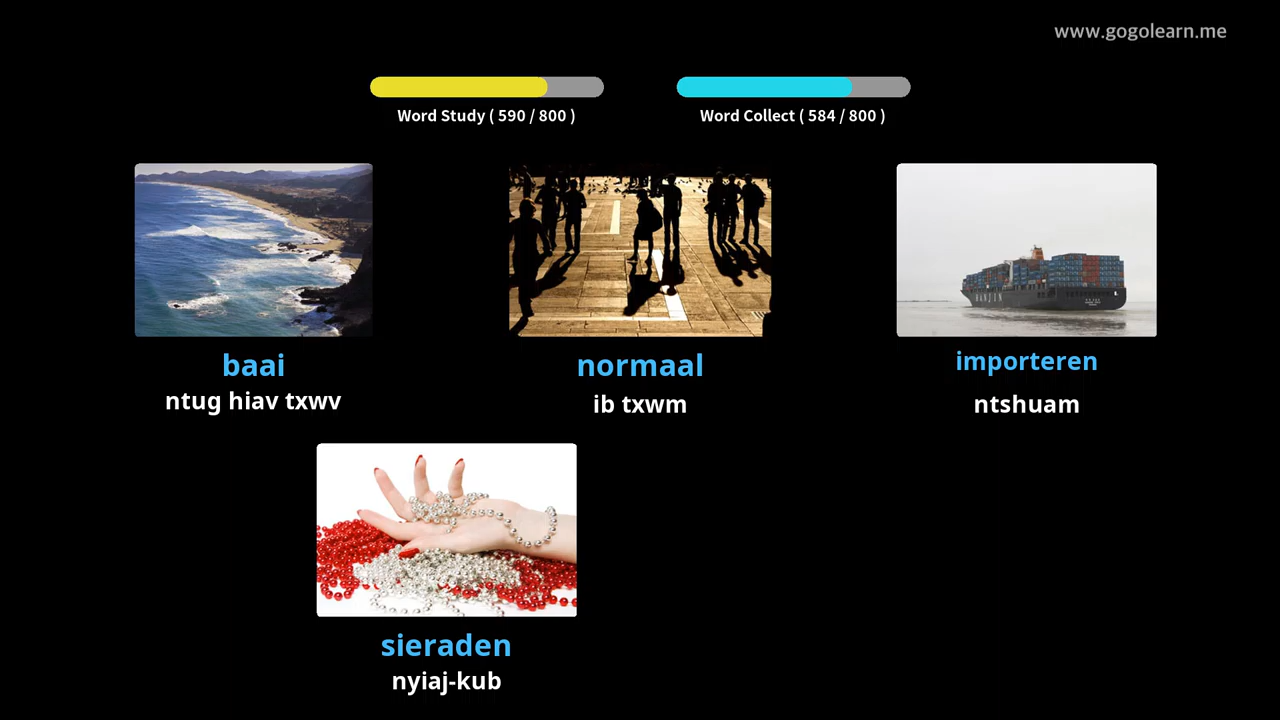 www.gogolearn.me
Word Study ( 590 / 800 )
Word Collect ( 584 / 800 )
HANJIN
baai
ntug hiav txwv
normaal
ib txwm
importeren
ntshuam
sieraden
nyiaj-kub